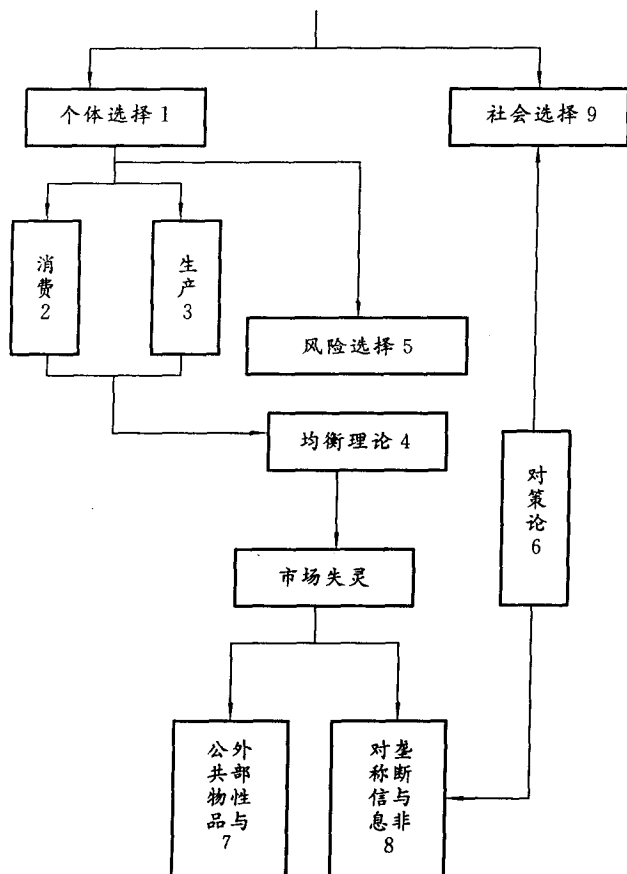 个体选择 1
社会选择 9
消费 2
生产 3
风险选择 5
均衡理论 4
对策论 6
市场失灵
外部性与
公共物品 7
垄断与非
对称信息 8